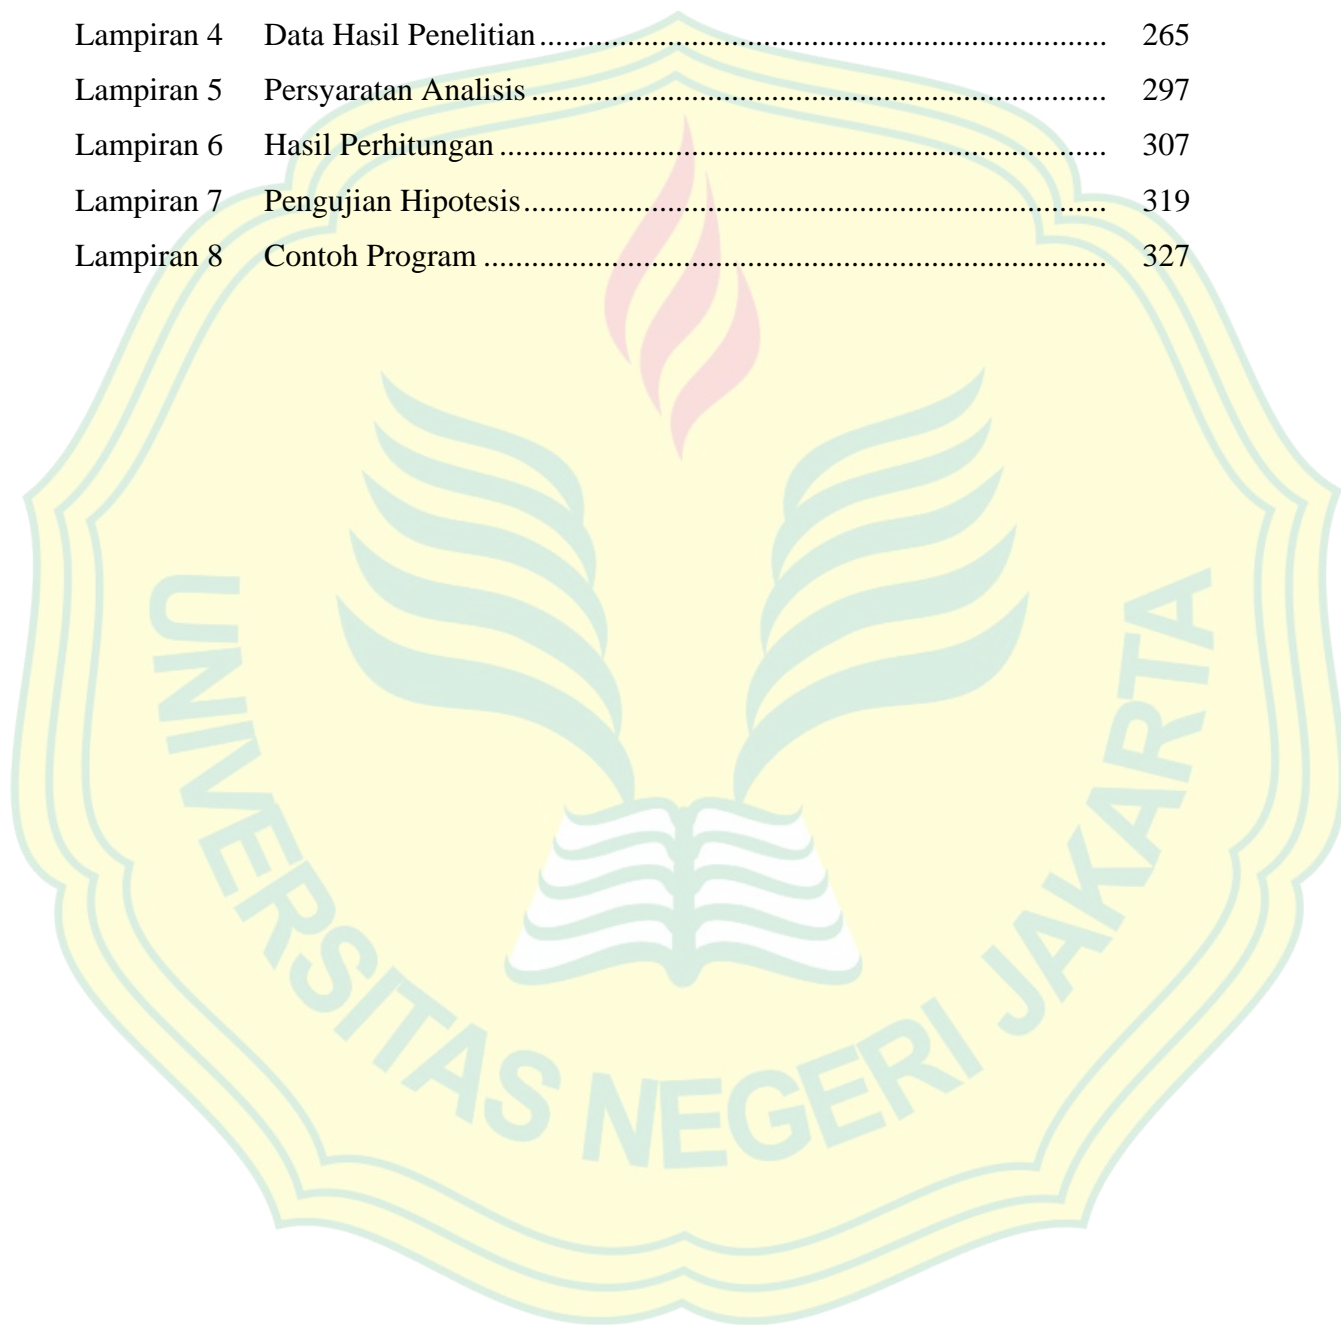 Lampiran 4 Data Hasil Penelitian ....................................................................... 265
Lampiran 5 Persyaratan Analisis ........................................................................ 297
Lampiran 6 Hasil Perhitungan ............................................................................ 307
Lampiran 7 Pengujian Hipotesis ......................................................................... 319
Lampiran 8 Contoh Program .............................................................................. 327
UNIVERSITAS NEGERI JAKARTA